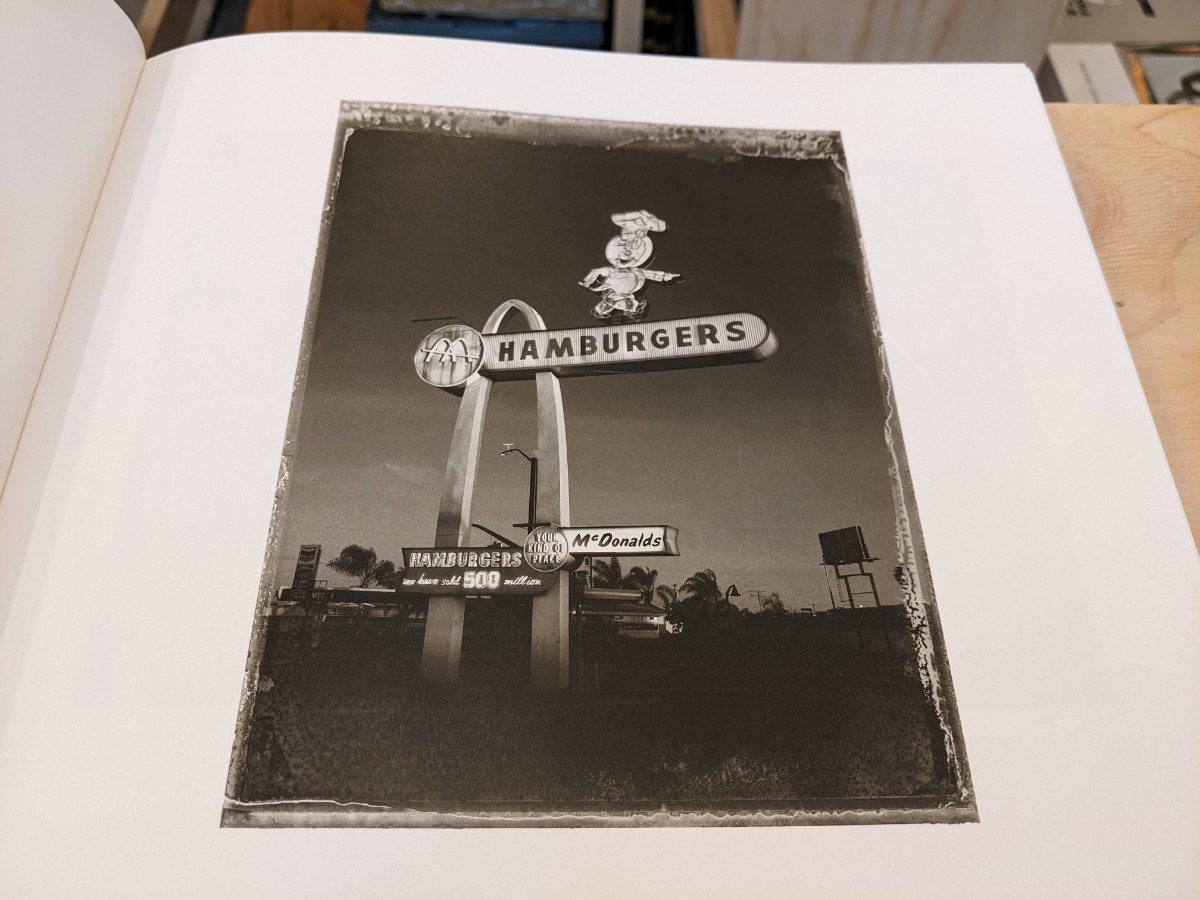 M
HAMBURGERS
YOUR
KIND OF
PLACE
McDonalds
HAMBURGERS
we have sold 500 million